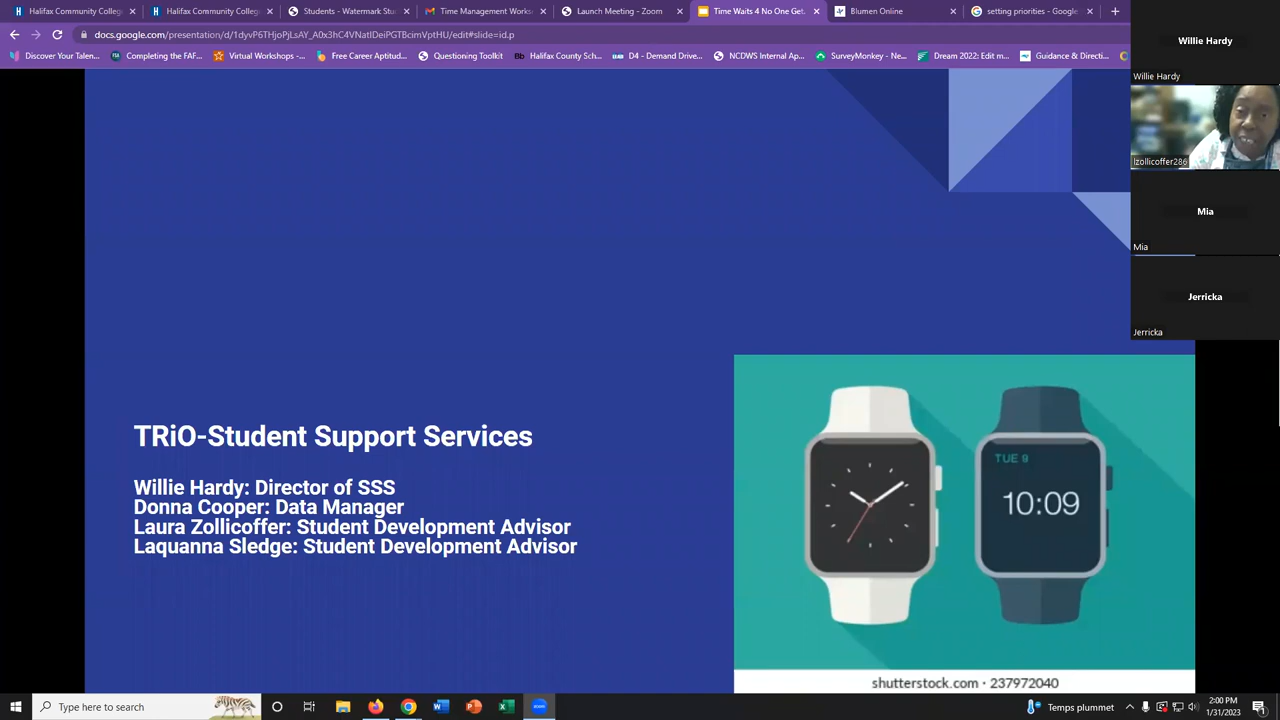 Halifax Community Colleg
Halifax Community Colleg
Students - Watermark Stu
Time Management Works
Launch Meeting - Zoom
Time Waits 4 No One Get
Blumen Online
setting priorities - Google
docs.google.com/presentation/d/1dyvP6THjoPjLsAY_A0x3hC4VNatlDeiPGTBcimVptHU/edit#slide=id.p
Discover Your Talen...
Completing the FAF...
Virtual Workshops -...
Free Career Aptitud...
Questioning Toolkit
Halifax County Sch...
D4 - Demand Drive...
NCDWS Internal Ap...
SurveyMonkey - Ne...
Dream 2022: Edit m...
Guidance & Directi...
Willie Hardy
Willie Hardy
lzollicoffer286
Mia
Mia
Jerricka
Jerricka
TRiO-Student Support Services
Willie Hardy: Director of SSS
Donna Cooper: Data Manager
Laura Zollicoffer: Student Development Advisor
Laquanna Sledge: Student Development Advisor
TUE 9
10:09
shutterstock.com · 237972040
Type here to search
Temps plummet
2:00 PM
1/31/2023